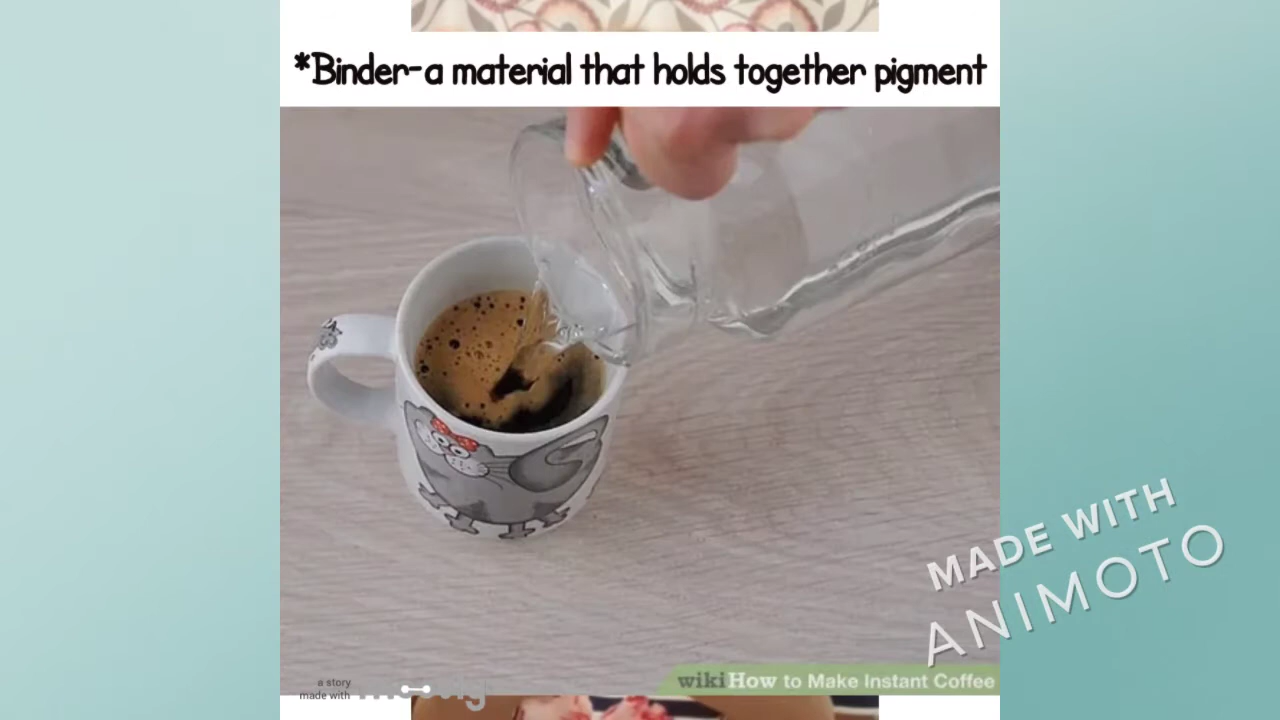 *Binder-a material that holds together pigment
MADE WITH
ANIMOTO
a story
made with
wikiHow to Make Instant Coffee